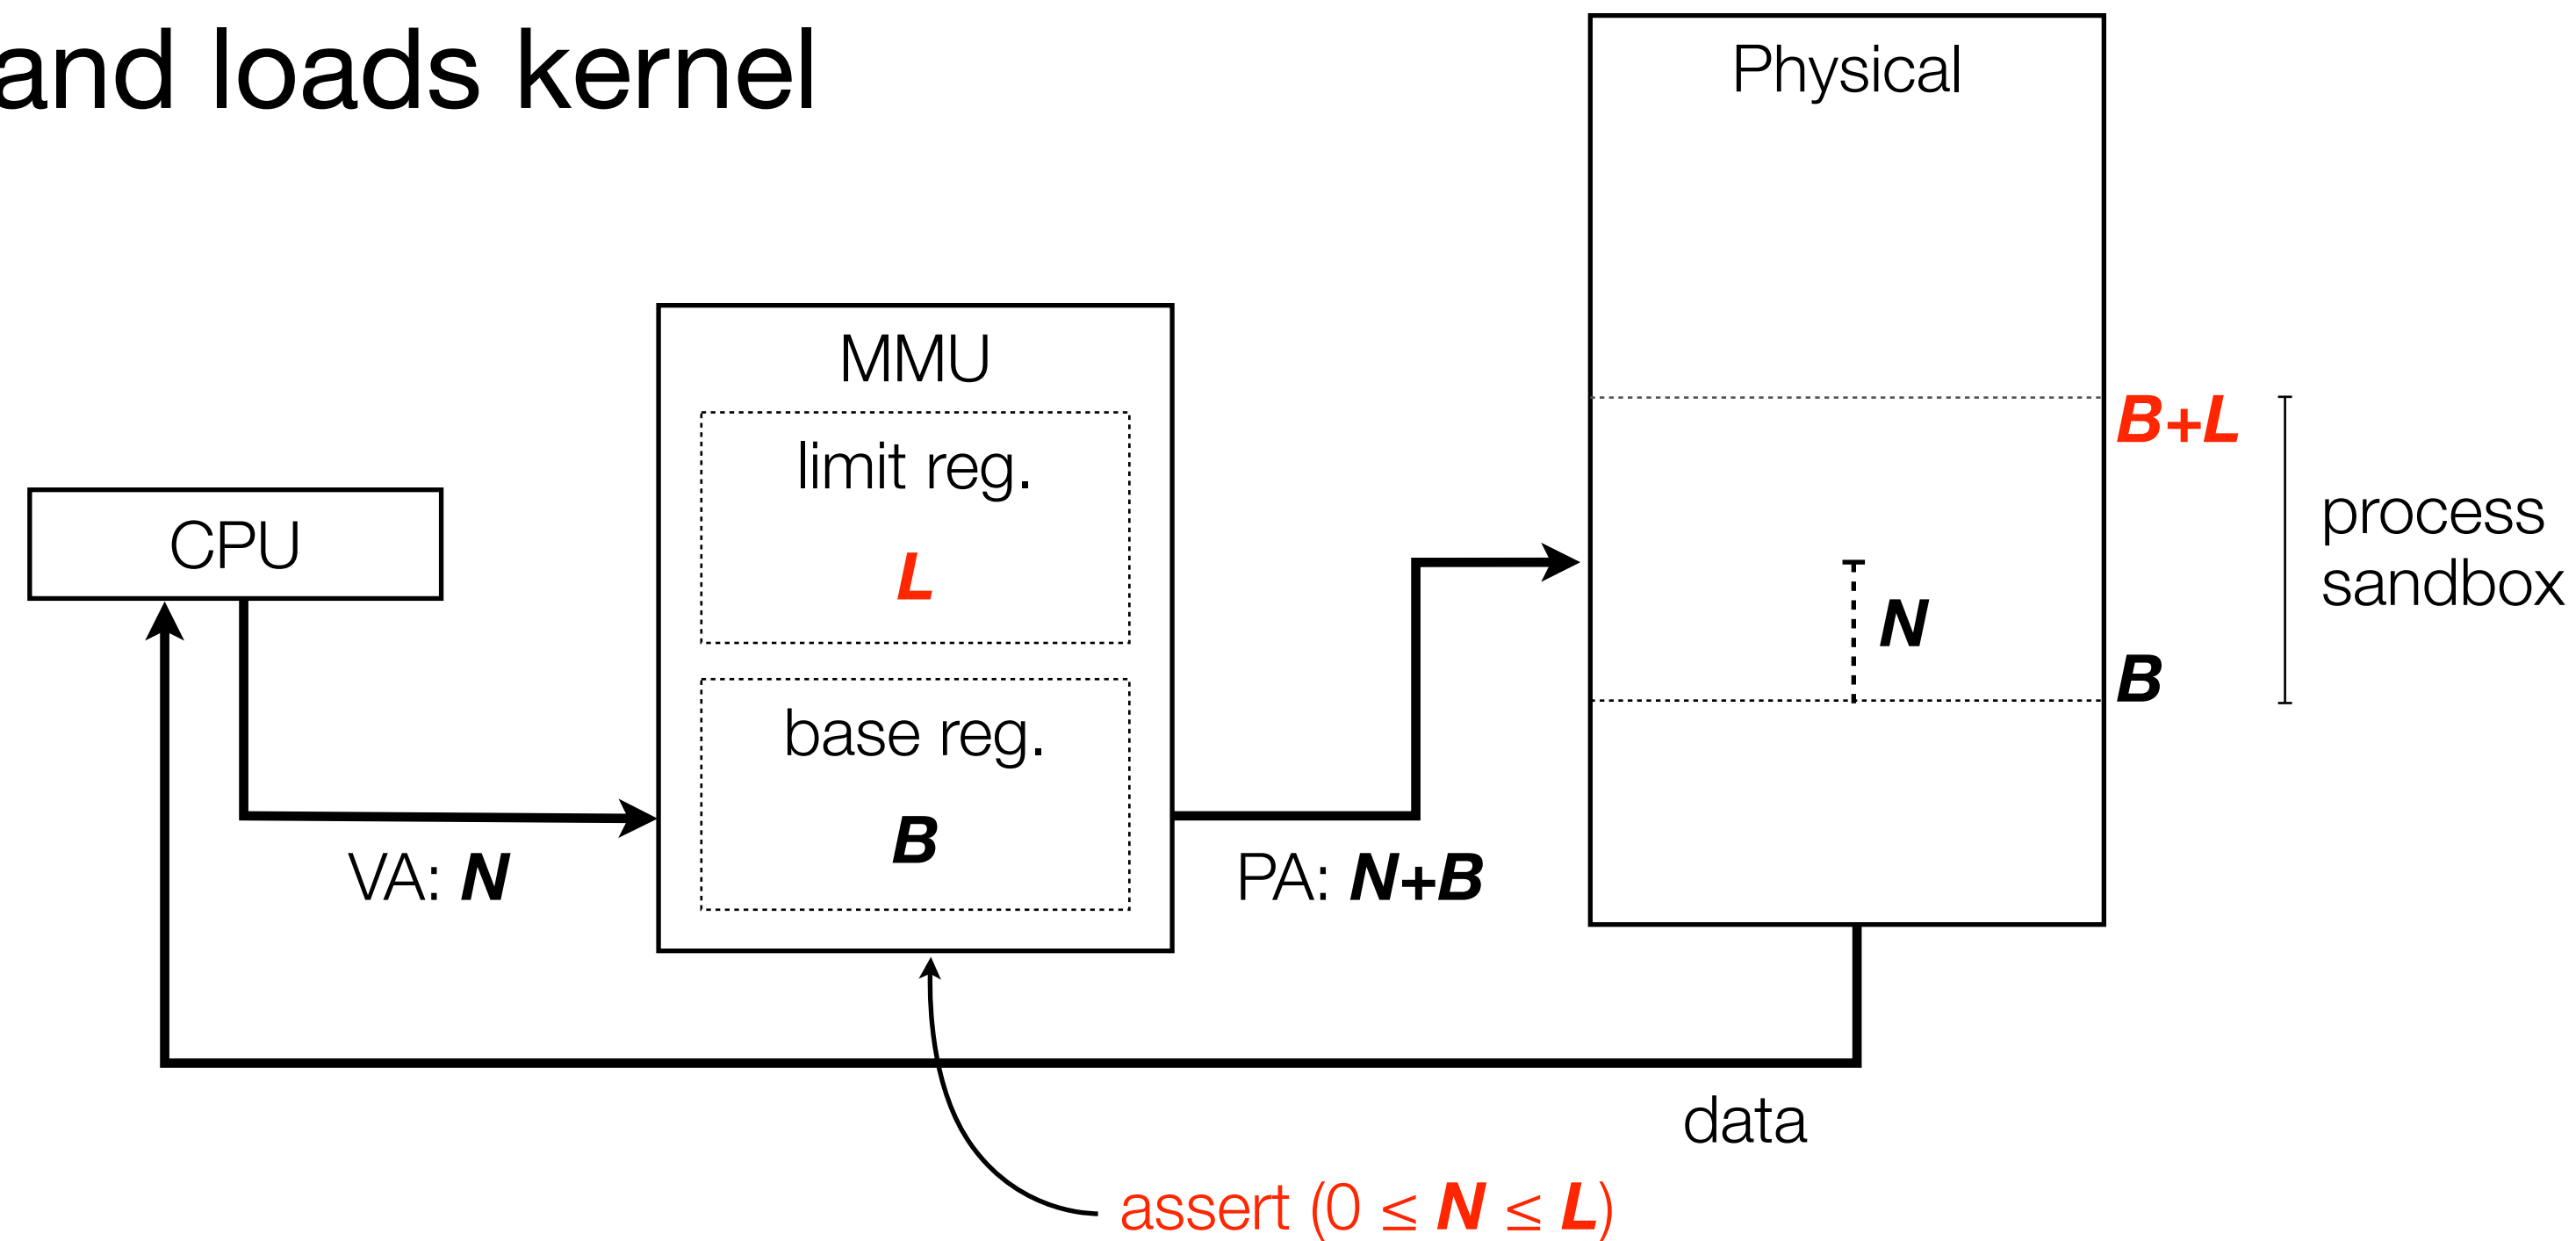 and loads kernel
Physical
MMU
limit reg.
L
B+L
process
sandbox
CPU
N
B
base reg.
B
VA: N
PA: N+B
data
assert (0 ≤ N ≤ L)